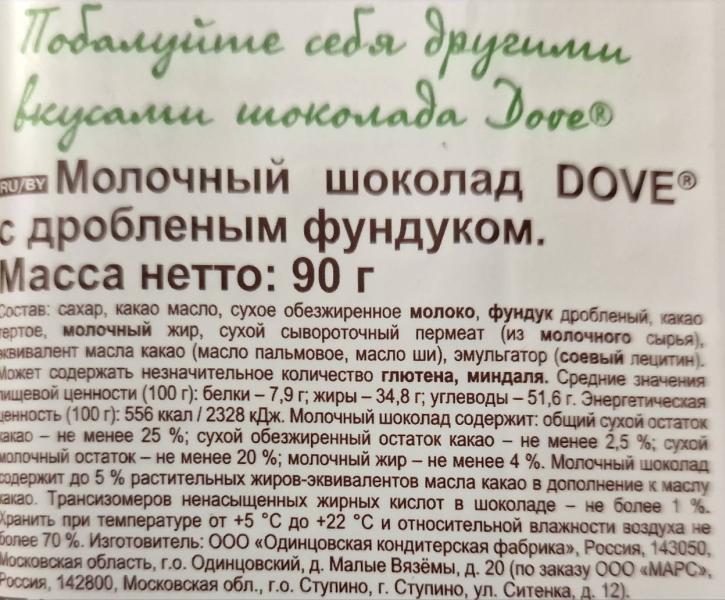 Побалуйте себя другими
вкусами шоколада Dove®
RU/BY Молочный шоколад DOVE®
с дробленым фундуком.
Масса нетто: 90 г
Состав: сахар, какао масло, сухое обезжиренное молоко, фундук дробленый, какао
тертое, молочный жир, сухой сывороточный пермеат (из молочного сырья),
эквивалент масла какао (масло пальмовое, масло ши), эмульгатор (соевый лецитин).
Может содержать незначительное количество глютена, миндаля. Средние значения
пищевой ценности (100 г): белки – 7,9 г; жиры – 34,8 г; углеводы – 51,6 г. Энергетическая
ценность (100 г): 556 ккал / 2328 кДж. Молочный шоколад содержит: общий сухой остаток
какао – не менее 25 %; сухой обезжиренный остаток какао – не менее 2,5 %; сухой
молочный остаток – не менее 20 %; молочный жир – не менее 4 %. Молочный шоколад
содержит до 5 % растительных жиров-эквивалентов масла какао в дополнение к маслу
какао. Трансизомеров ненасыщенных жирных кислот в шоколаде – не более 1 %.
Хранить при температуре от +5 °С до +22 °С и относительной влажности воздуха не
более 70 %. Изготовитель: ООО «Одинцовская кондитерская фабрика», Россия, 143050,
Московская область, г.о. Одинцовский, д. Малые Вязёмы, д. 20 (по заказу ООО «МАРС»,
Россия, 142800, Московская обл., г.о. Ступино, г. Ступино, ул. Ситенка, д. 12).